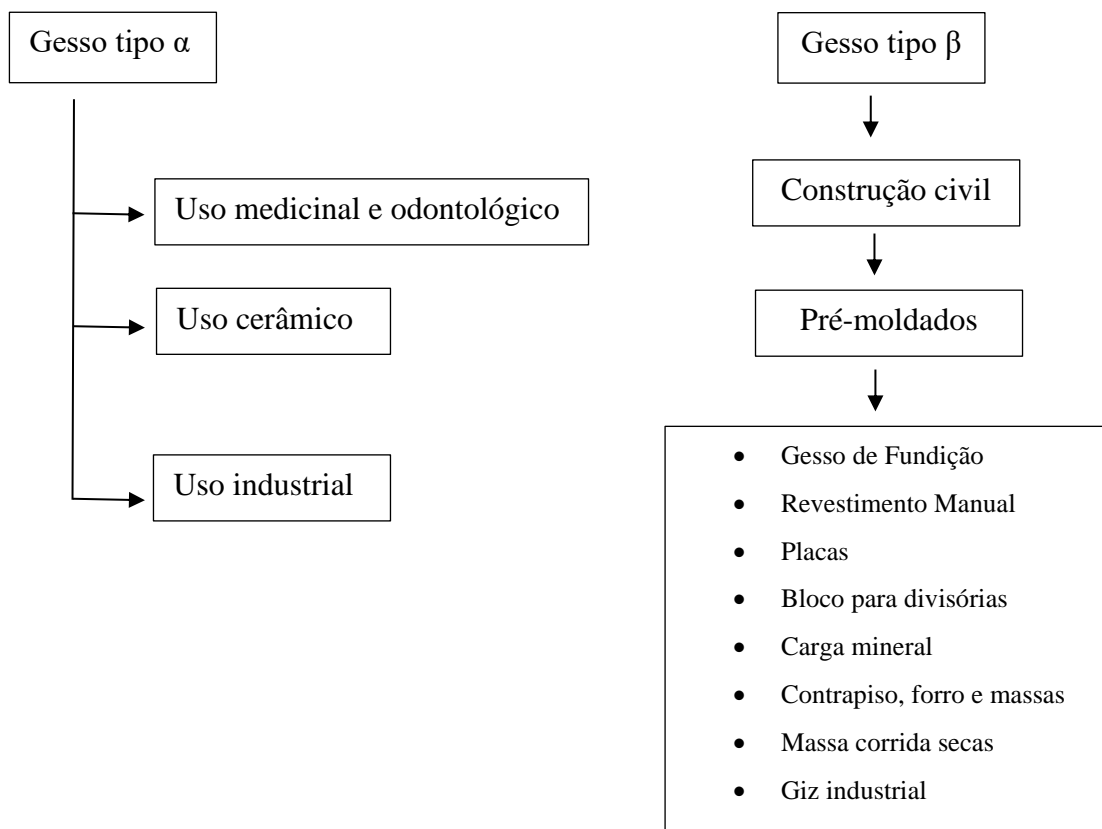 Gesso tipo α
Uso medicinal e odontológico
Uso cerâmico
Uso industrial
Gesso tipo β
Construção civil
Pré-moldados
• Gesso de Fundição
• Revestimento Manual
• Placas
• Bloco para divisórias
• Carga mineral
• Contrapiso, forro e massas
• Massa corrida secas
• Giz industrial